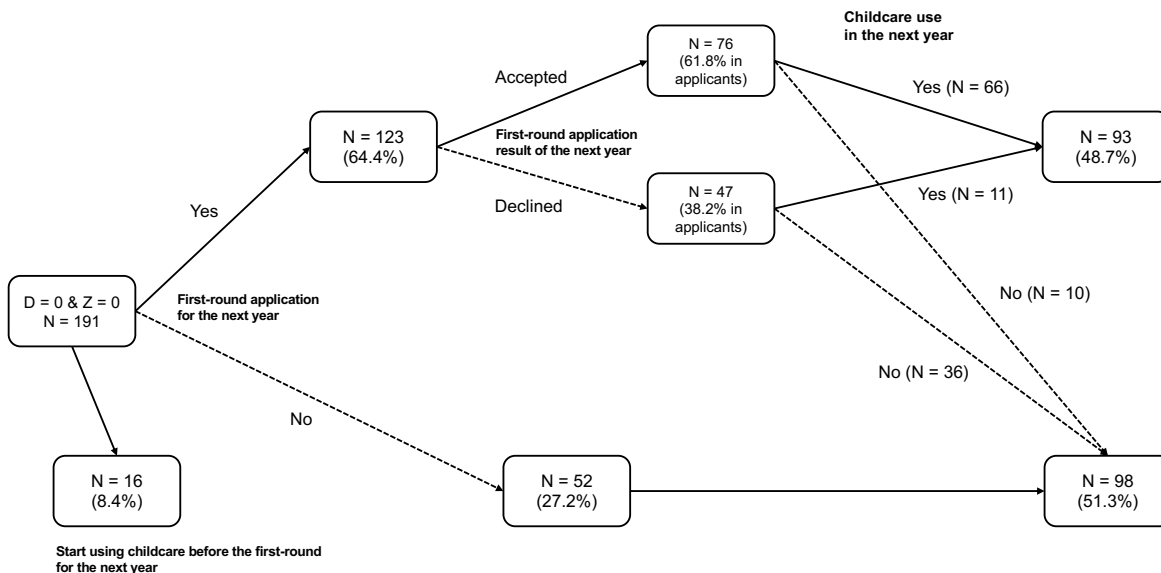 Childcare use
in the next year
N = 76
(61.8% in
applicants)
Accepted
Yes (N = 66)
N = 123
(64.4%)
First-round application
result of the next year
N = 93
(48.7%)
N = 47
(38.2% in
applicants)
Declined
Yes (N = 11)
Yes
D = 0 & Z = 0
N = 191
First-round application
for the next year
No (N = 10)
No (N = 36)
No
N = 16
(8.4%)
N = 52
(27.2%)
N = 98
(51.3%)
Start using childcare before the first-round
for the next year